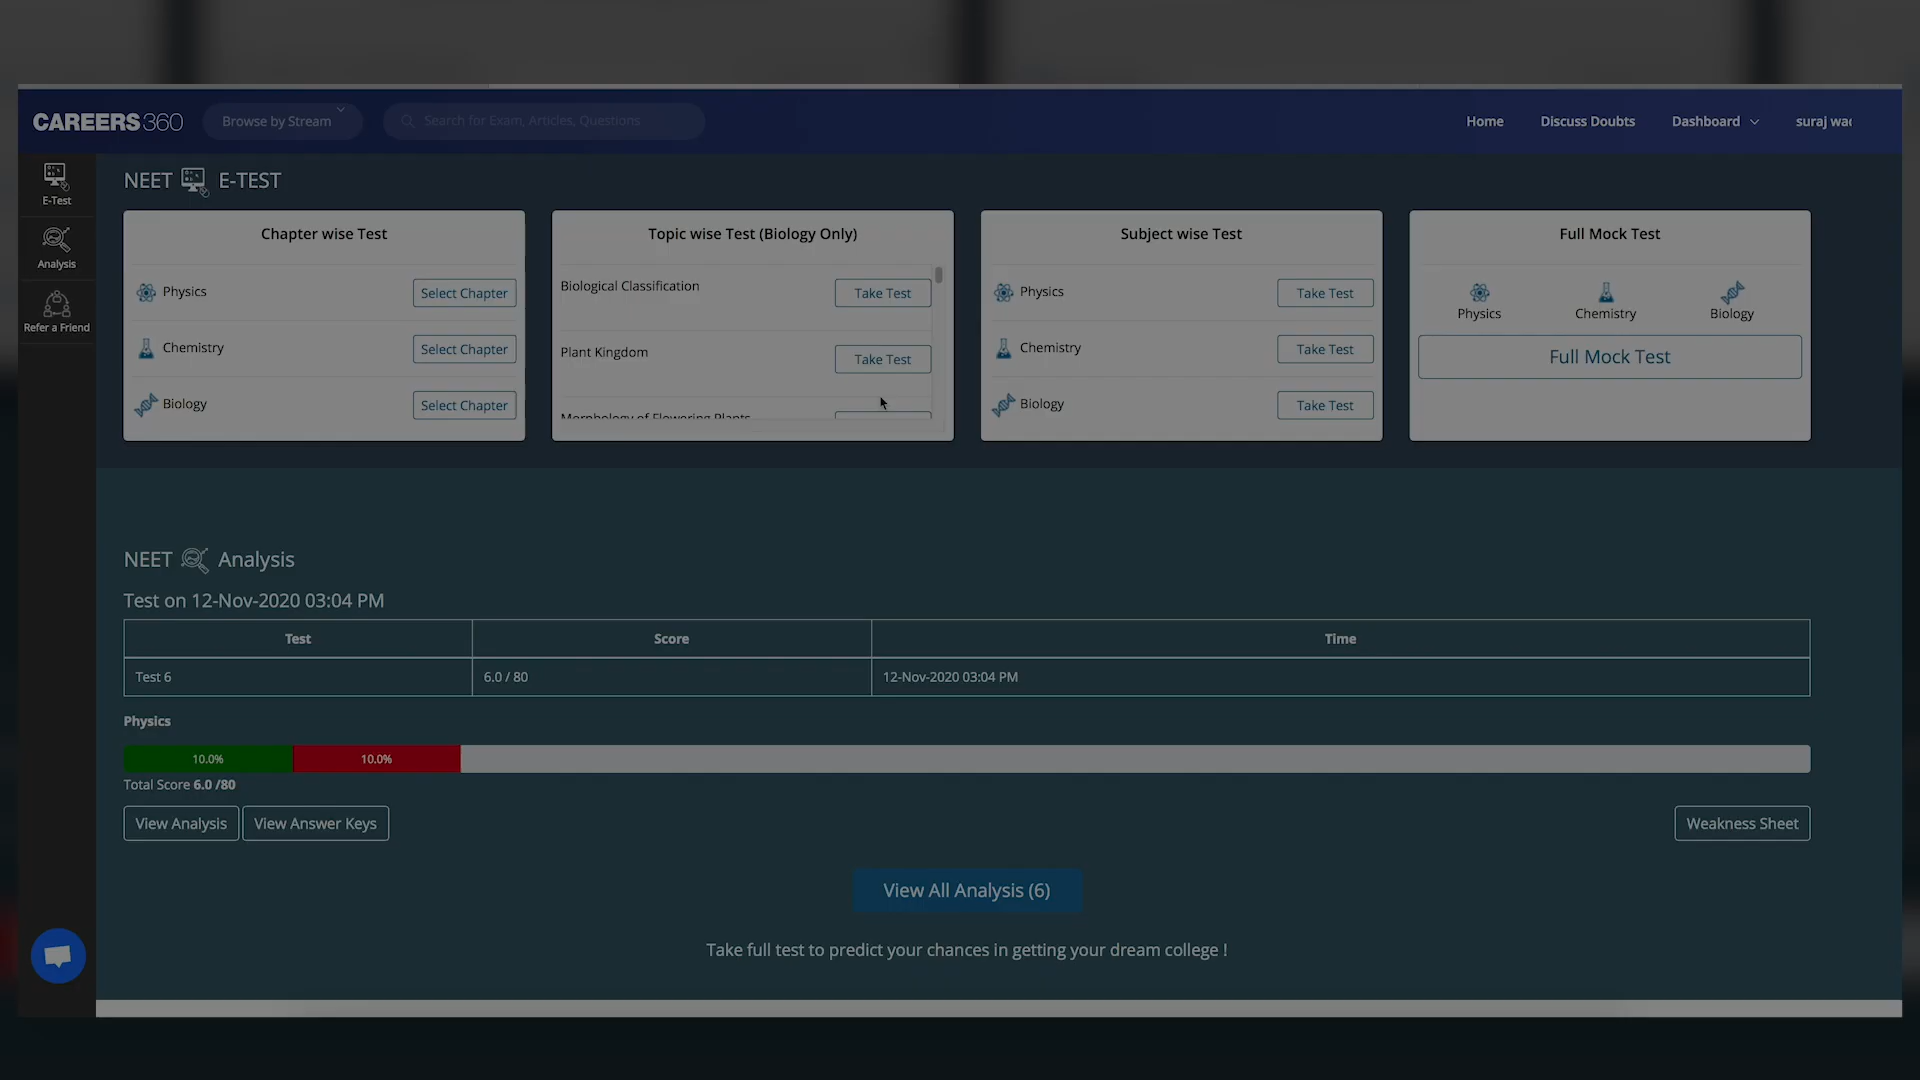 CAREERS360
Browse by Stream
Search for Exam, Articles, Questions
Home
Discuss Doubts
Dashboard
suraj
E-Test
Analysis
Refer a Friend
NEET E-TEST
Chapter wise Test
Physics
Select Chapter
Chemistry
Select Chapter
Biology
Select Chapter
Topic wise Test (Biology Only)
Biological Classification
Take Test
Plant Kingdom
Take Test
Morphology of Flowering Plants
Subject wise Test
Physics
Take Test
Chemistry
Take Test
Biology
Take Test
Full Mock Test
Physics
Chemistry
Biology
Full Mock Test
NEET Analysis
Test on 12-Nov-2020 03:04 PM
Test Score Time
Test 6 6.0 / 80 12-Nov-2020 03:04 PM
Physics
10.0% 10.0%
Total Score 6.0 /80
View Analysis
View Answer Keys
Weakness Sheet
View All Analysis (6)
Take full test to predict your chances in getting your dream college !